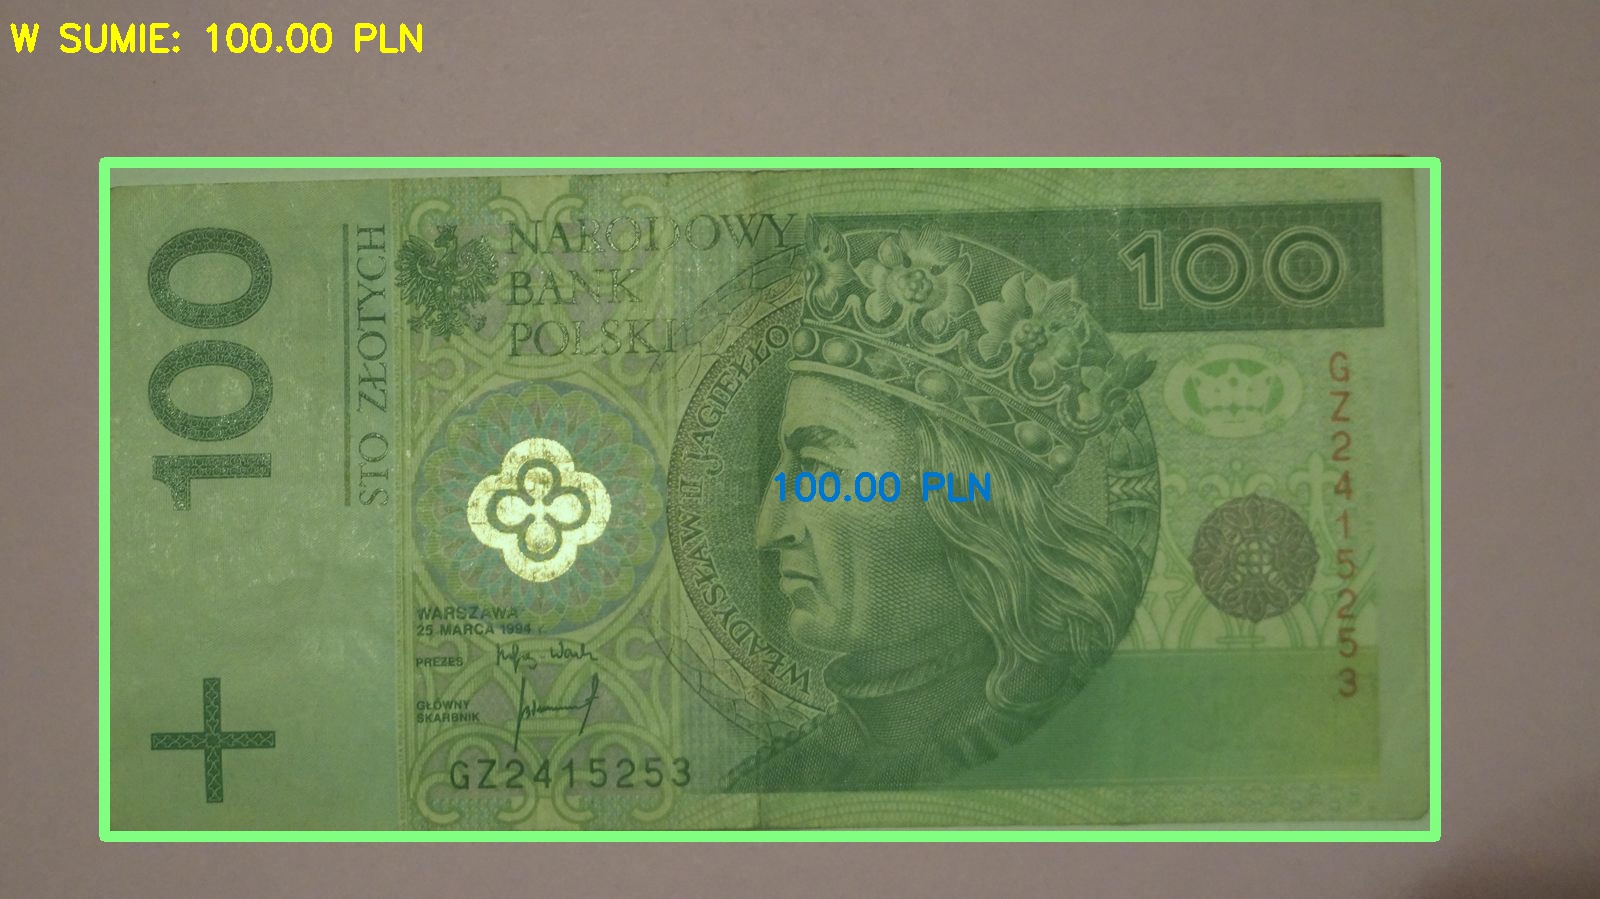 W SUMIE: 100.00 PLN
100
STO ZŁOTYCH
NARODOWY
BANK
POLSKI
100
WŁADYSŁAW II JAGIEŁŁO
100.00 PLN
GZ2415253
WARSZAWA
25 MARCA 1994 r.
PREZES
GŁÓWNY
SKARBNIK
GZ2415253